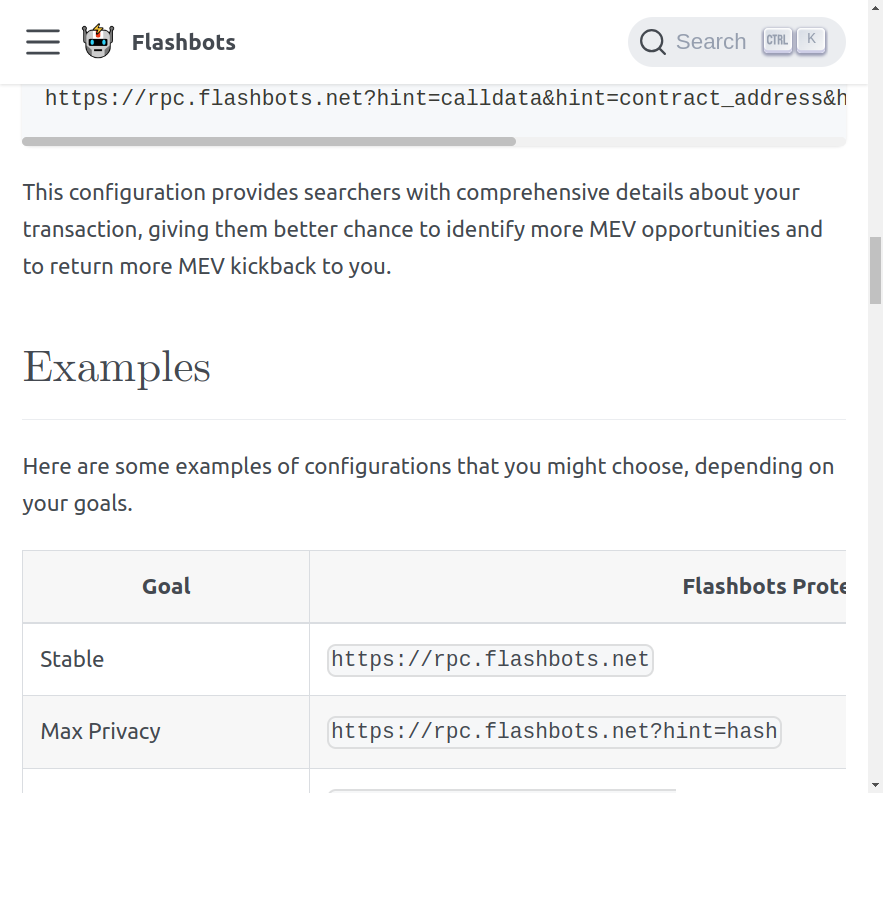 Flashbots
Search CTRL K
https://rpc.flashbots.net?hint=calldata&hint=contract_address&h
This configuration provides searchers with comprehensive details about your
transaction, giving them better chance to identify more MEV opportunities and
to return more MEV kickback to you.
Examples
Here are some examples of configurations that you might choose, depending on
your goals.
Goal
Flashbots Prote
Stable
https://rpc.flashbots.net
Max Privacy
https://rpc.flashbots.net?hint=hash